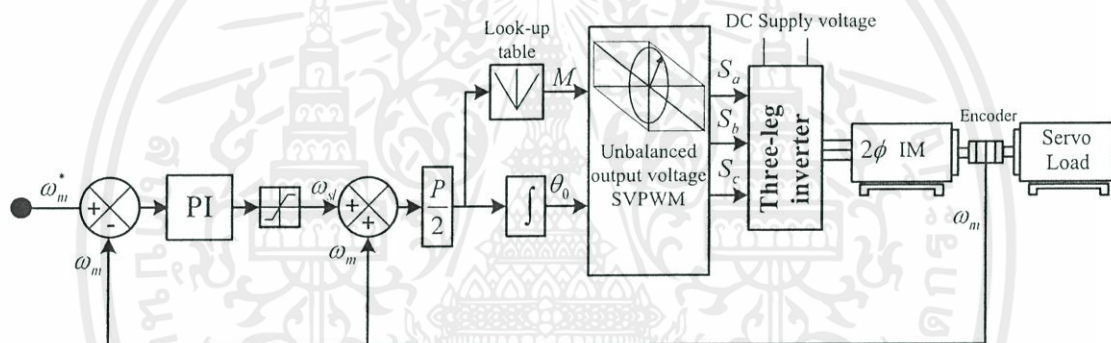 DC Supply voltage
Look-up
table
M
S_a
S_b
S_c
Three-leg
inverter
Encoder
2ϕ IM
Servo
Load
ω_m
Unbalanced
output voltage
SVPWM
ω_m*
+
-
PI
ω_sl
+
+
P
2
∫
θ_0
ω_m
ω_m